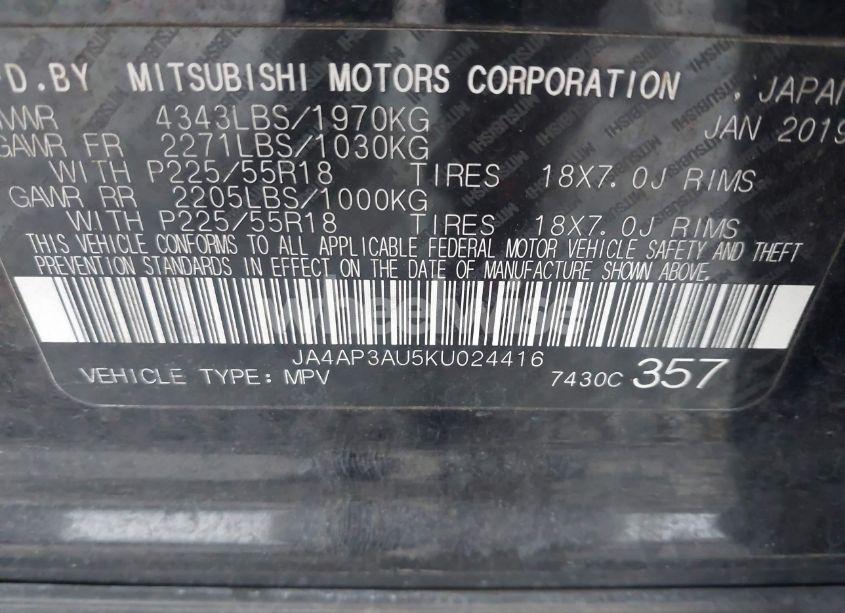 D.BY MITSUBISHI MOTORS CORPORATION , JAPAN
4343LBS/1970KG JAN 2019
GAWR FR 2271LBS/1030KG
WITH P225/55R18 TIRES 18X7.0J RIMS
GAWR RR 2205LBS/1000KG
WITH P225/55R18 TIRES 18X7.0J RIMS
THIS VEHICLE CONFORMS TO ALL APPLICABLE FEDERAL MOTOR VEHICLE SAFETY AND THEFT
PREVENTION STANDARDS IN EFFECT ON THE DATE OF MANUFACTURE SHOWN ABOVE.
wheelwise
JA4AP3AU5KU024416
VEHICLE TYPE: MPV 7430C 357